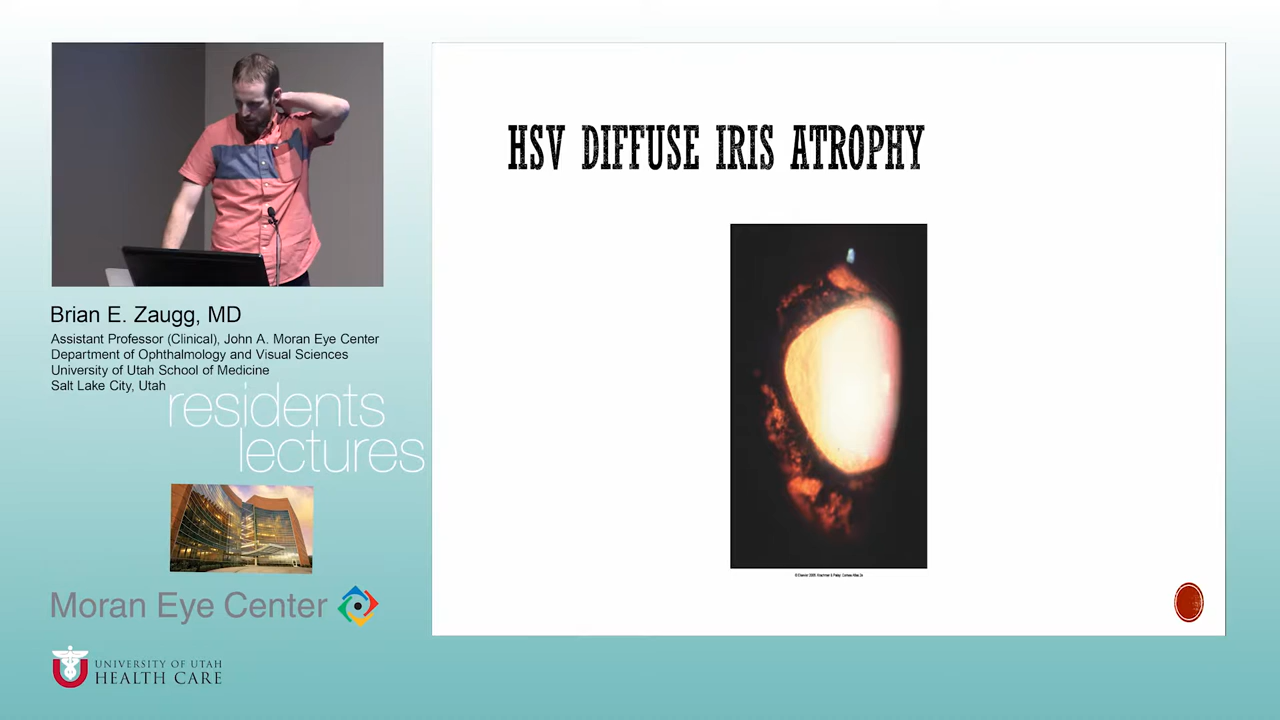 HSV DIFFUSE IRIS ATROPHY
Brian E. Zaugg, MD
Assistant Professor (Clinical), John A. Moran Eye Center
Department of Ophthalmology and Visual Sciences
University of Utah School of Medicine
Salt Lake City, Utah
residents
lectures
Moran Eye Center
UNIVERSITY OF UTAH
HEALTH CARE